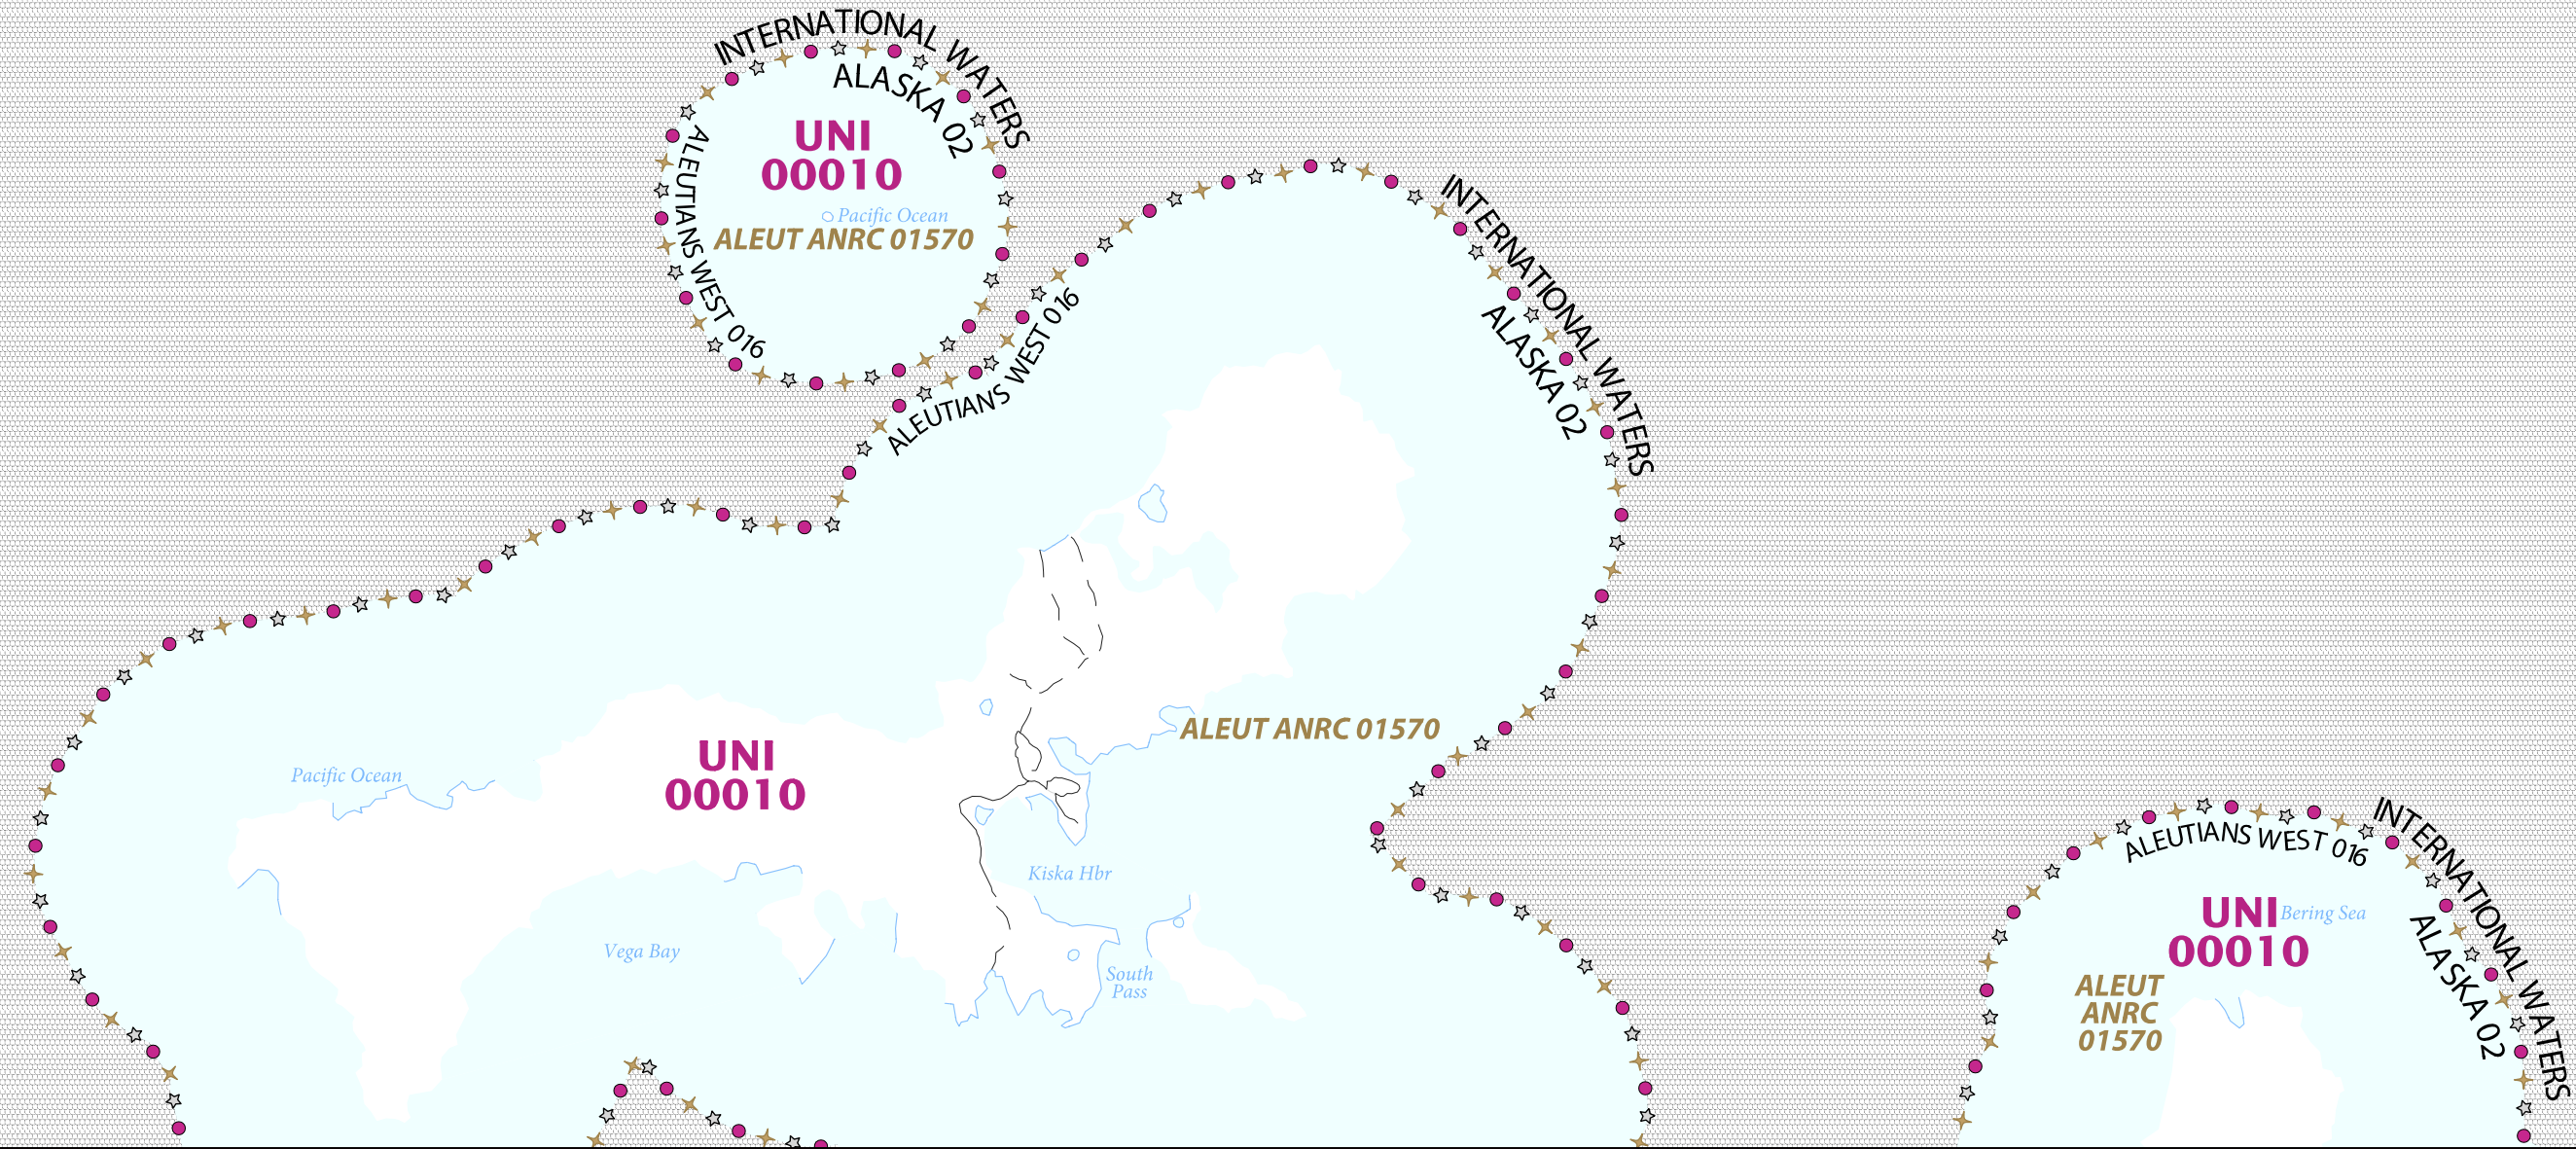 INTERNATIONAL WATERS
ALASKA 02
ALEUTIANS WEST 016
UNI
00010
Pacific Ocean
ALEUT ANRC 01570
INTERNATIONAL WATERS
ALASKA 02
ALEUTIANS WEST 016
ALEUT ANRC 01570
UNI
00010
Pacific Ocean
Kiska Hbr
Vega Bay
South
Pass
INTERNATIONAL WATERS
ALEUTIANS WEST 016
ALASKA 02
UNI
00010
Bering Sea
ALEUT
ANRC
01570